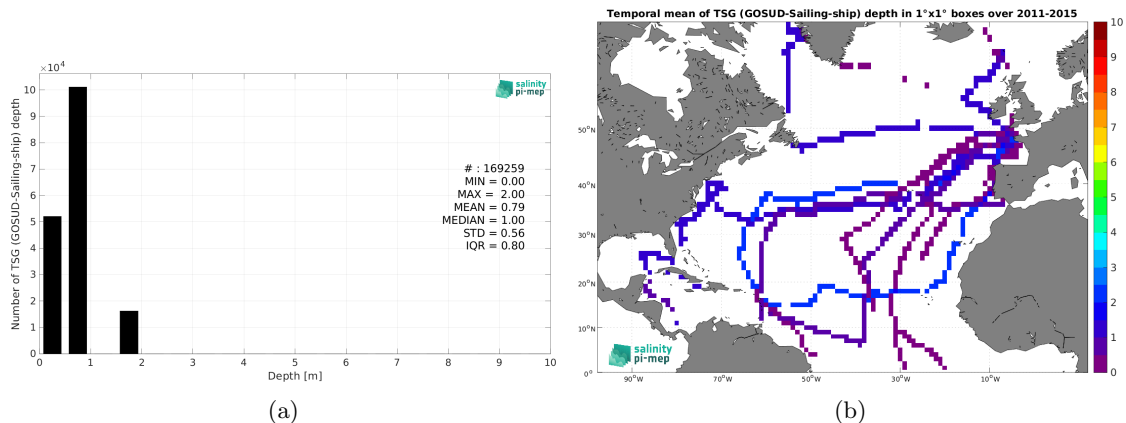 Temporal mean of TSG (GOSUD-Sailing-ship) depth in 1°x1° boxes over 2011-2015
×10⁴
Number of TSG (GOSUD-Sailing-ship) depth
10
9
8
7
6
5
4
3
2
1
0
salinity
pi-mep
# : 169259
MIN = 0.00
MAX = 2.00
MEAN = 0.79
MEDIAN = 1.00
STD = 0.56
IQR = 0.80
0 1 2 3 4 5 6 7 8 9 10
Depth [m]
(a)
50°N
40°N
30°N
20°N
10°N
0°
90°W 70°W 50°W 30°W 10°W
salinity
pi-mep
10
9
8
7
6
5
4
3
2
1
0
(b)